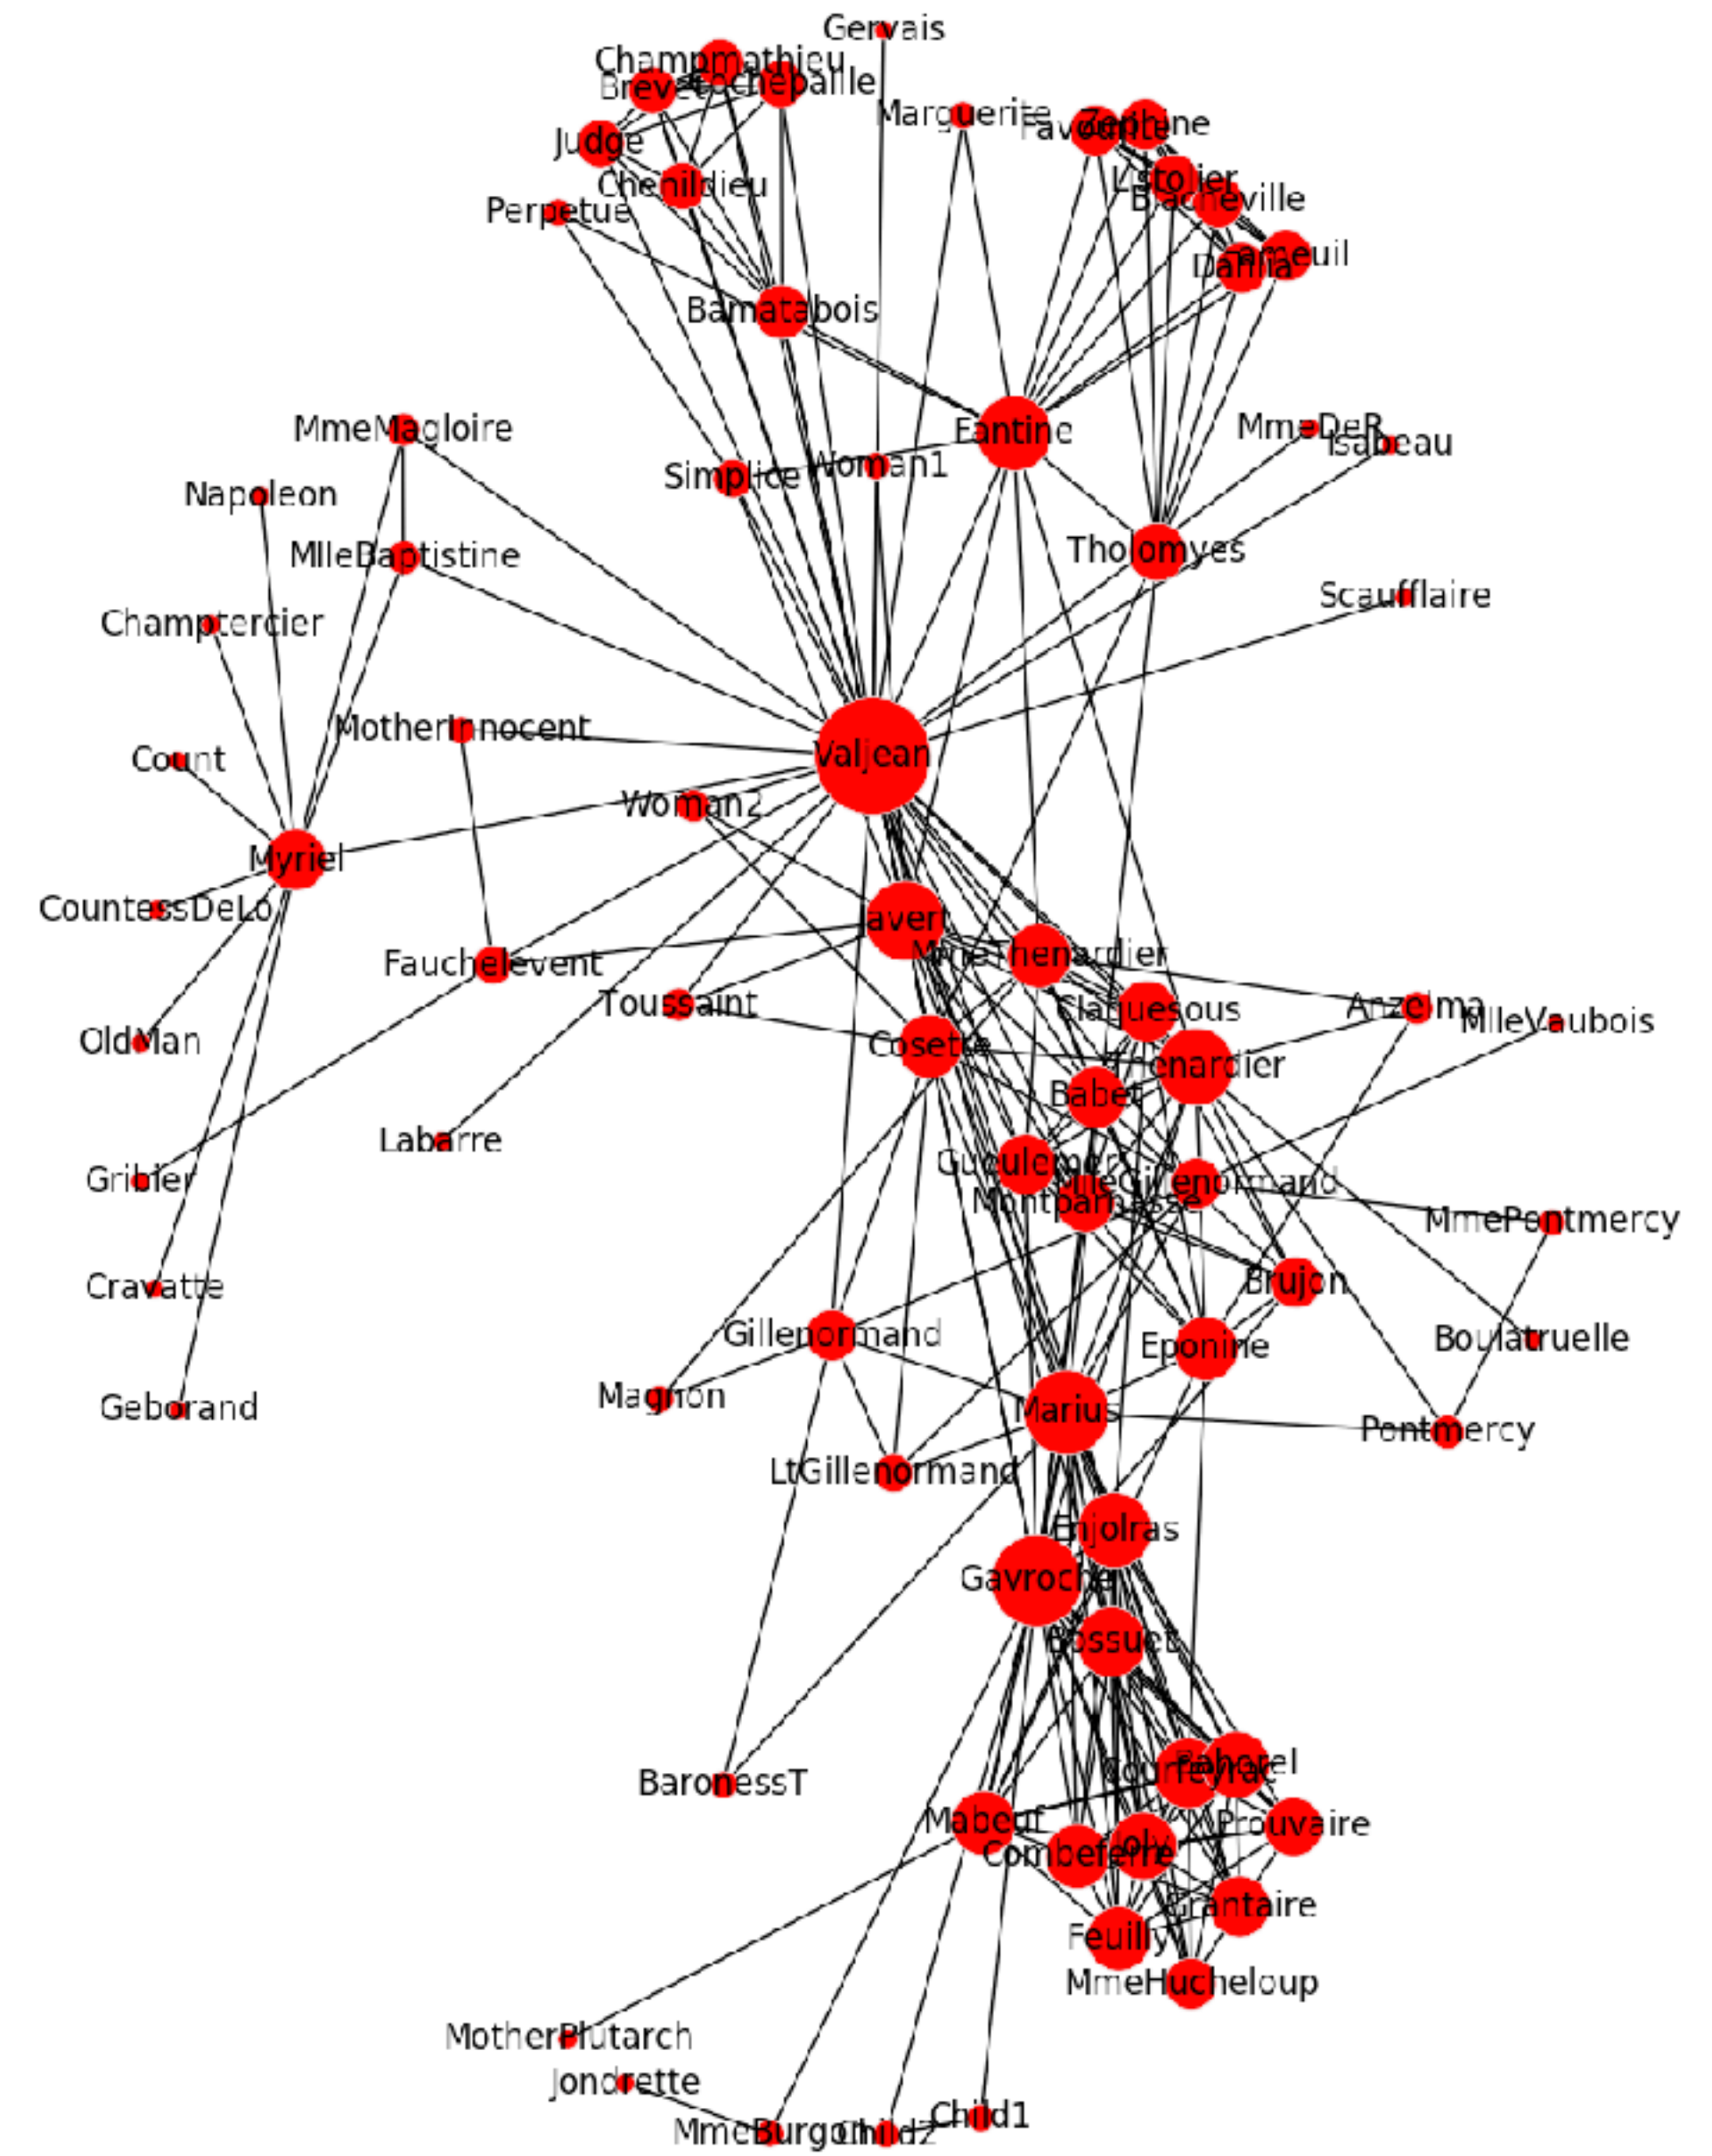 Gervais
Champmathieu
Brevet
Cochepaille
Marguerite
Favourite
Zephine
Judge
Listolier
Chenildieu
Blacheville
Perpetue
Fameuil
Dahlia
Bamatabois
MmeMagloire
Fantine
MmeDeR
Isabeau
Woman1
Simplice
Napoleon
MlleBaptistine
Tholomyes
Scaufflaire
Champtercier
MotherInnocent
Valjean
Count
Woman2
Myriel
CountessDeLo
Javert
MmeThenardier
Fauchelevent
Toussaint
Claquesous
Anzelma
MlleVaubois
OldMan
Cosette
Thenardier
Babet
Labarre
Gueulemer
Gribier
MlleGillenormand
Montparnasse
MmePontmercy
Cravatte
Brujon
Gillenormand
Eponine
Boulatruelle
Magnon
Geborand
Marius
Pontmercy
LtGillenormand
Enjolras
Gavroche
Bossuet
Bahorel
Courfeyrac
BaronessT
Mabeuf
Prouvaire
Joly
Combeferre
Grantaire
Feuilly
MmeHucheloup
MotherPlutarch
Jondrette
Child1
MmeBurgon
Child2